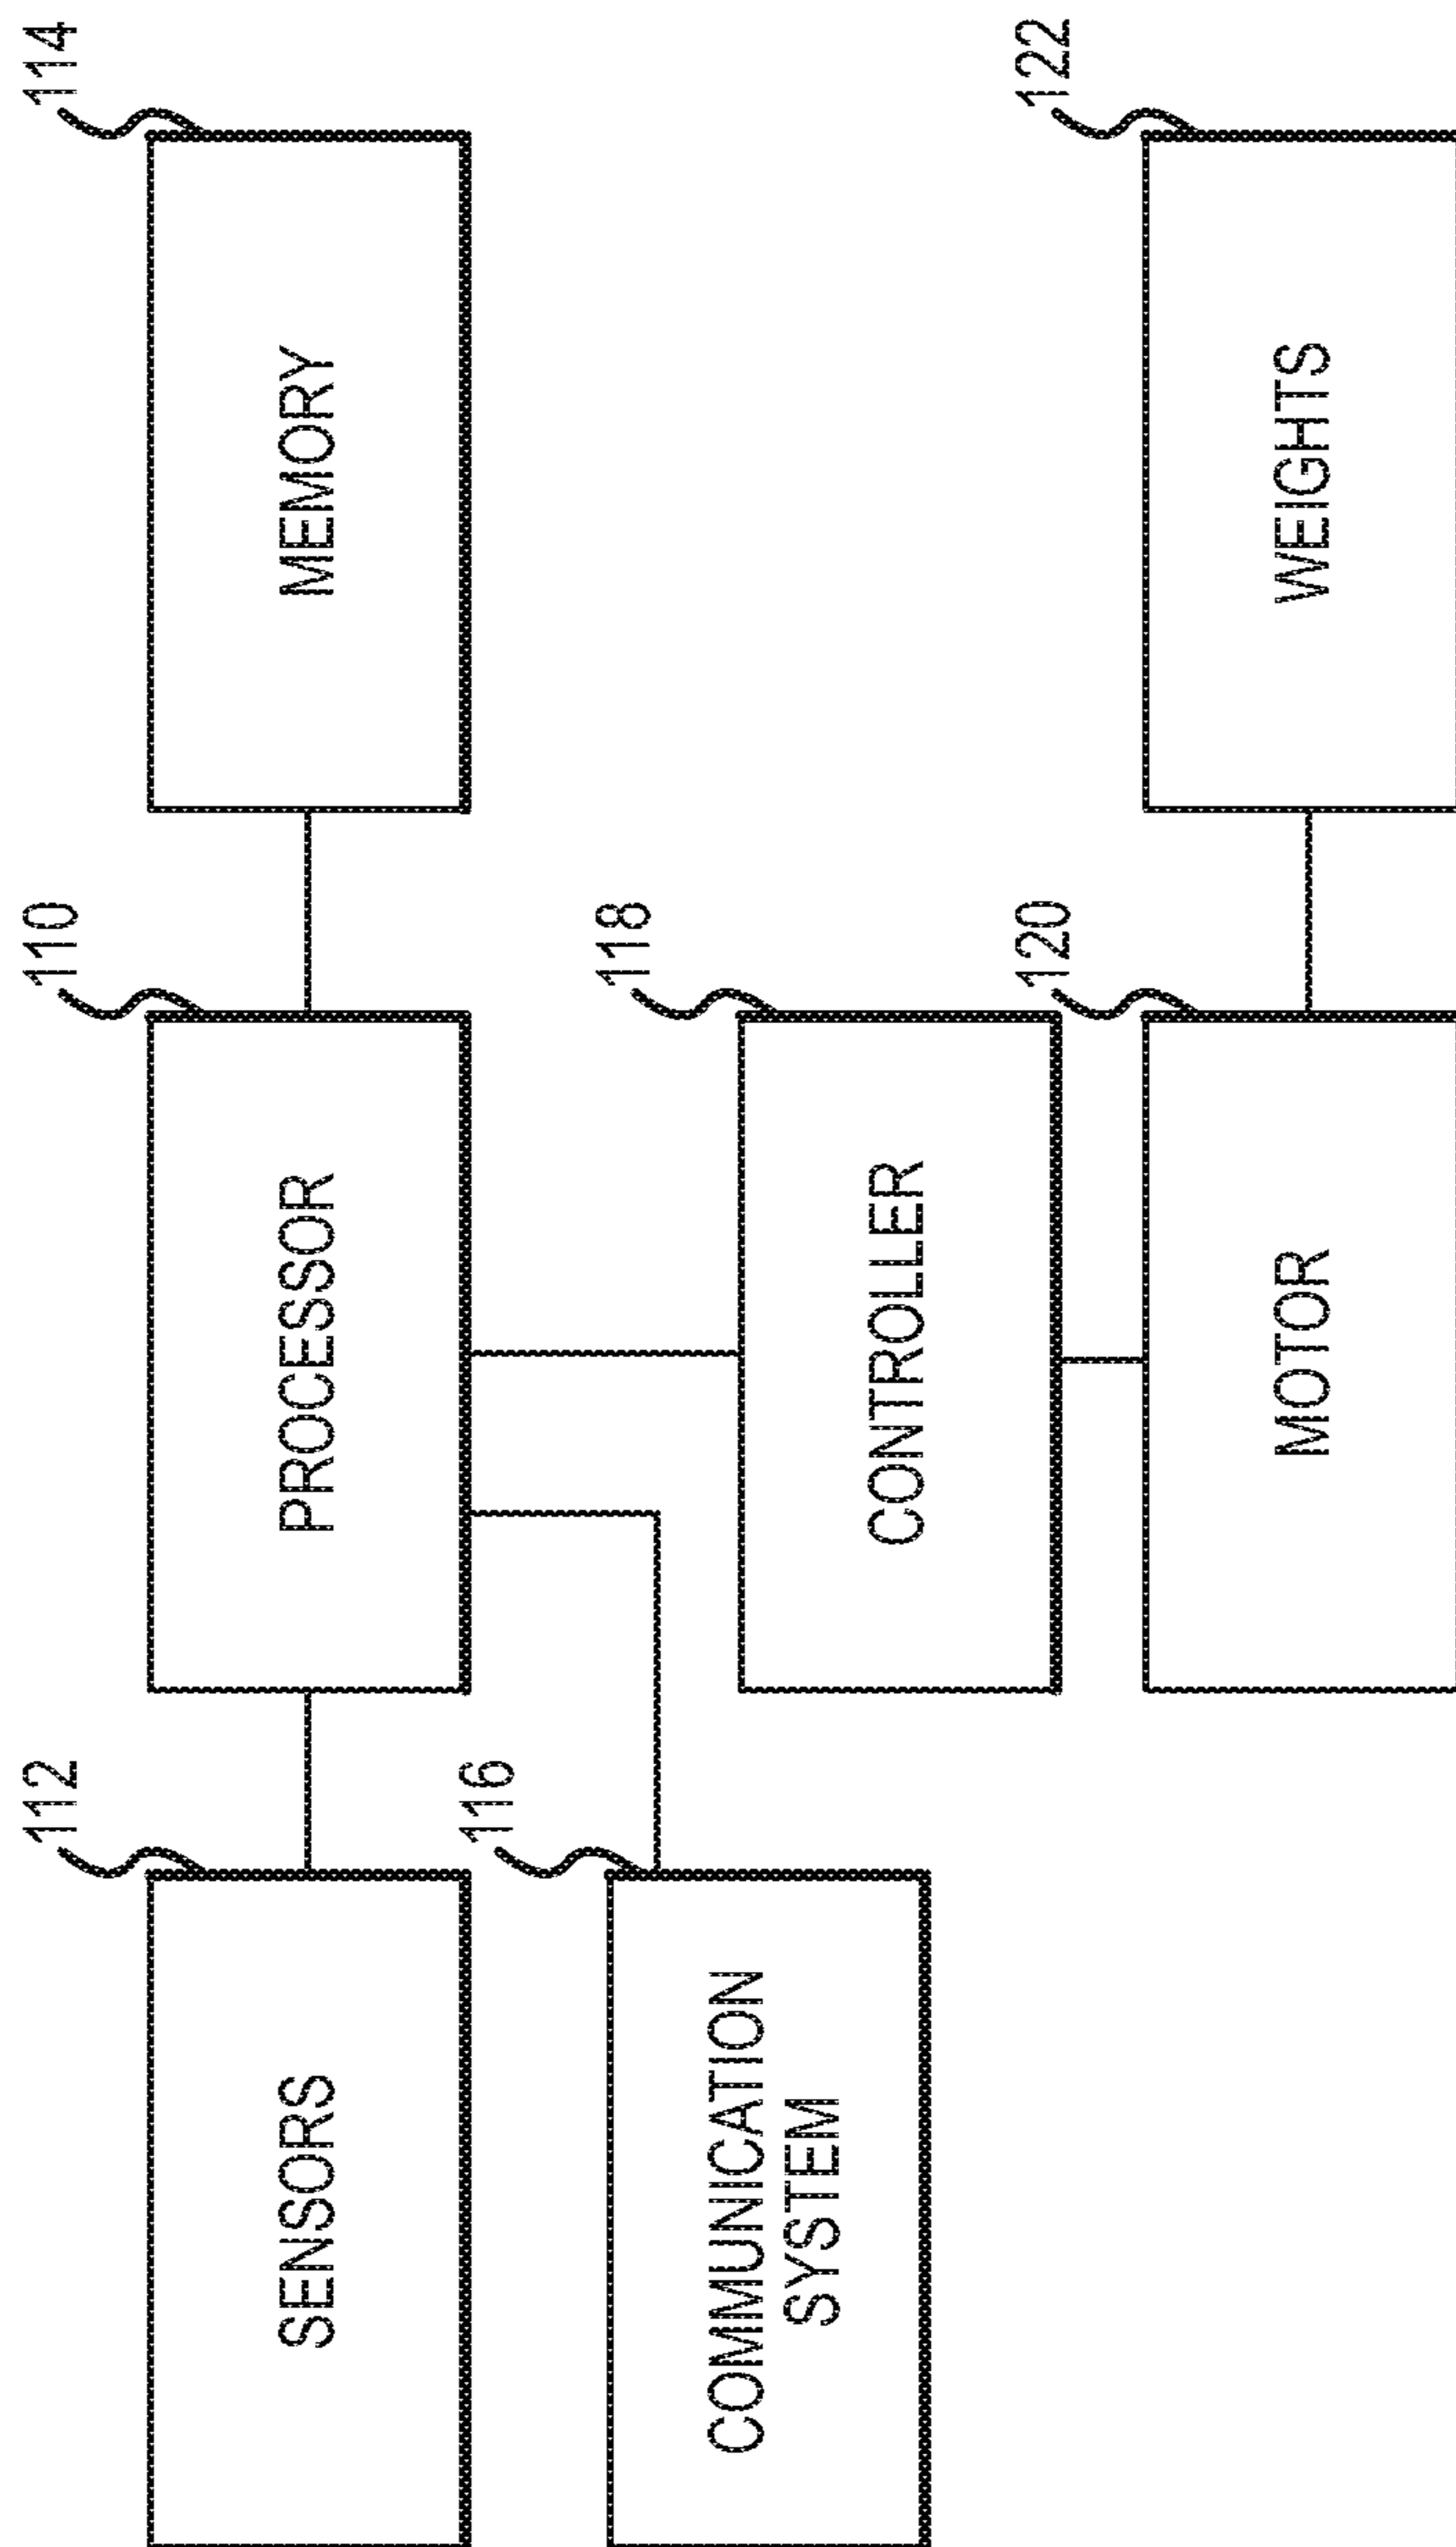 112
110
114
SENSORS
PROCESSOR
MEMORY
116
118
COMMUNICATION
SYSTEM
CONTROLLER
120
122
MOTOR
WEIGHTS